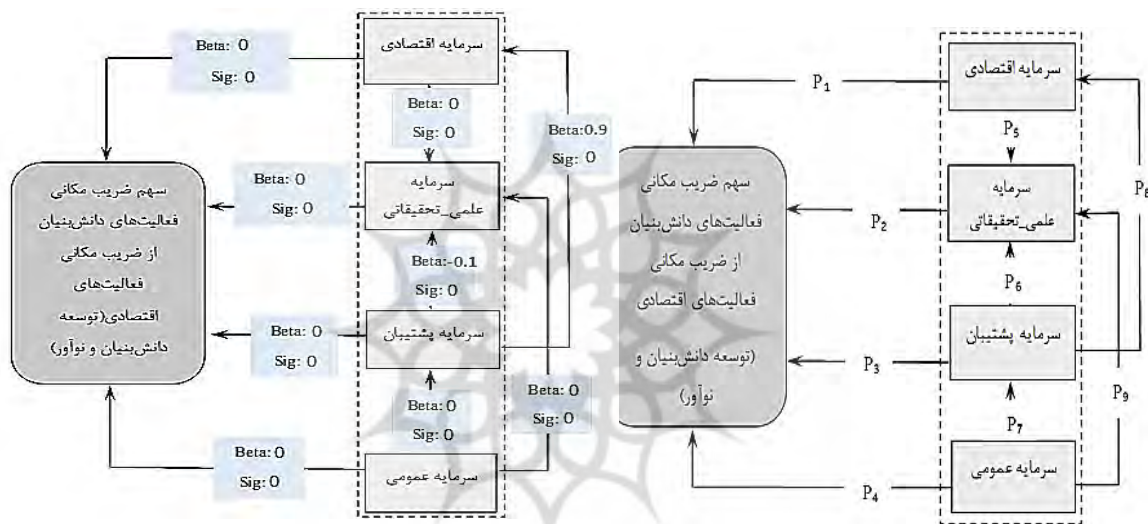 Beta: 0
Sig: 0
سرمایه اقتصادی
Beta: 0
Sig: 0
Beta:0.9
Sig: 0
سهم ضریب مکانی
فعالیت‌های دانش‌بنیان
از ضریب مکانی
فعالیت‌های
اقتصادی(توسعه
دانش‌بنیان و نوآور)
Beta: 0
Sig: 0
سرمایه
علمی_تحقیقاتی
Beta:-0.1
Sig: 0
Beta: 0
Sig: 0
سرمایه پشتیبان
Beta:0
Sig: 0
Beta:0
Sig: 0
Beta:0
Sig: 0
سرمایه عمومی
سرمایه اقتصادی
P1
P5
P8
سهم ضریب مکانی
فعالیت‌های دانش‌بنیان
از ضریب مکانی
فعالیت‌های اقتصادی
(توسعه دانش‌بنیان و
نوآور)
P2
سرمایه
علمی_تحقیقاتی
P6
P3
سرمایه پشتیبان
P9
P7
P4
سرمایه عمومی